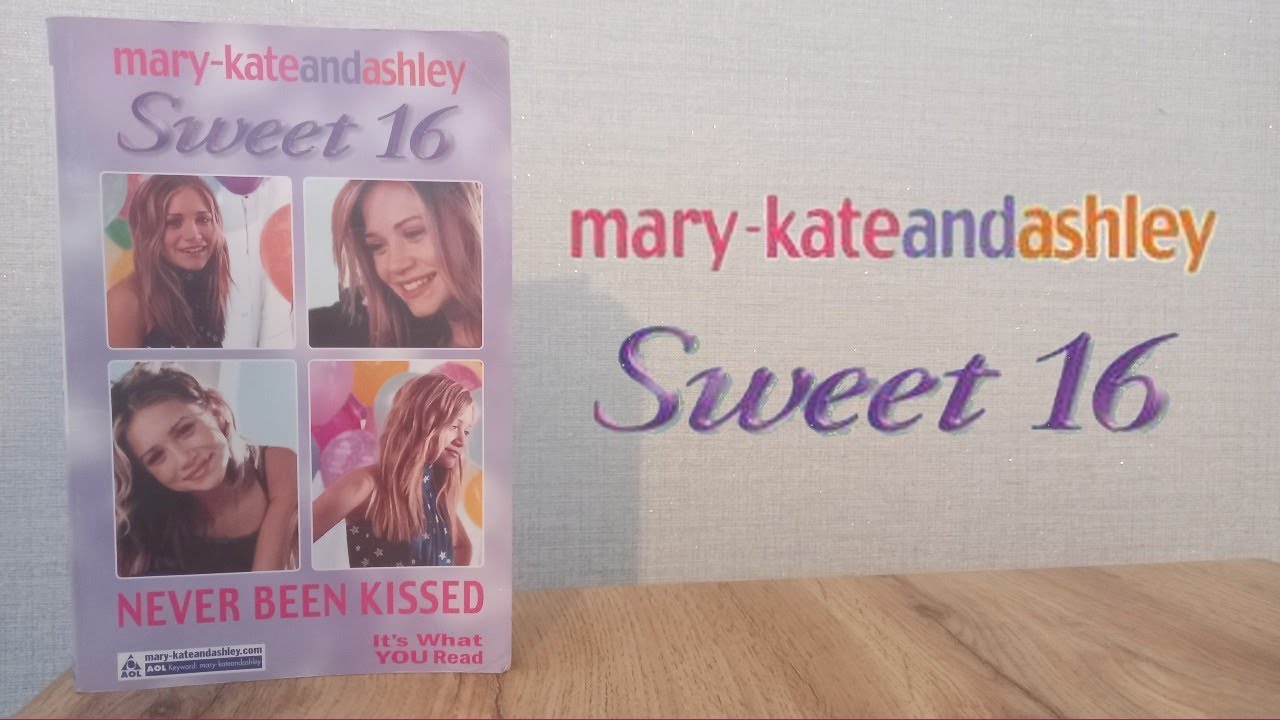 mary-kateandashley
Sweet 16
NEVER BEEN KISSED
It's What
YOU Read
mary-kateandashley.com
AOL Keyword: mary-kateandashley
AOL
mary-kateandashley
Sweet 16